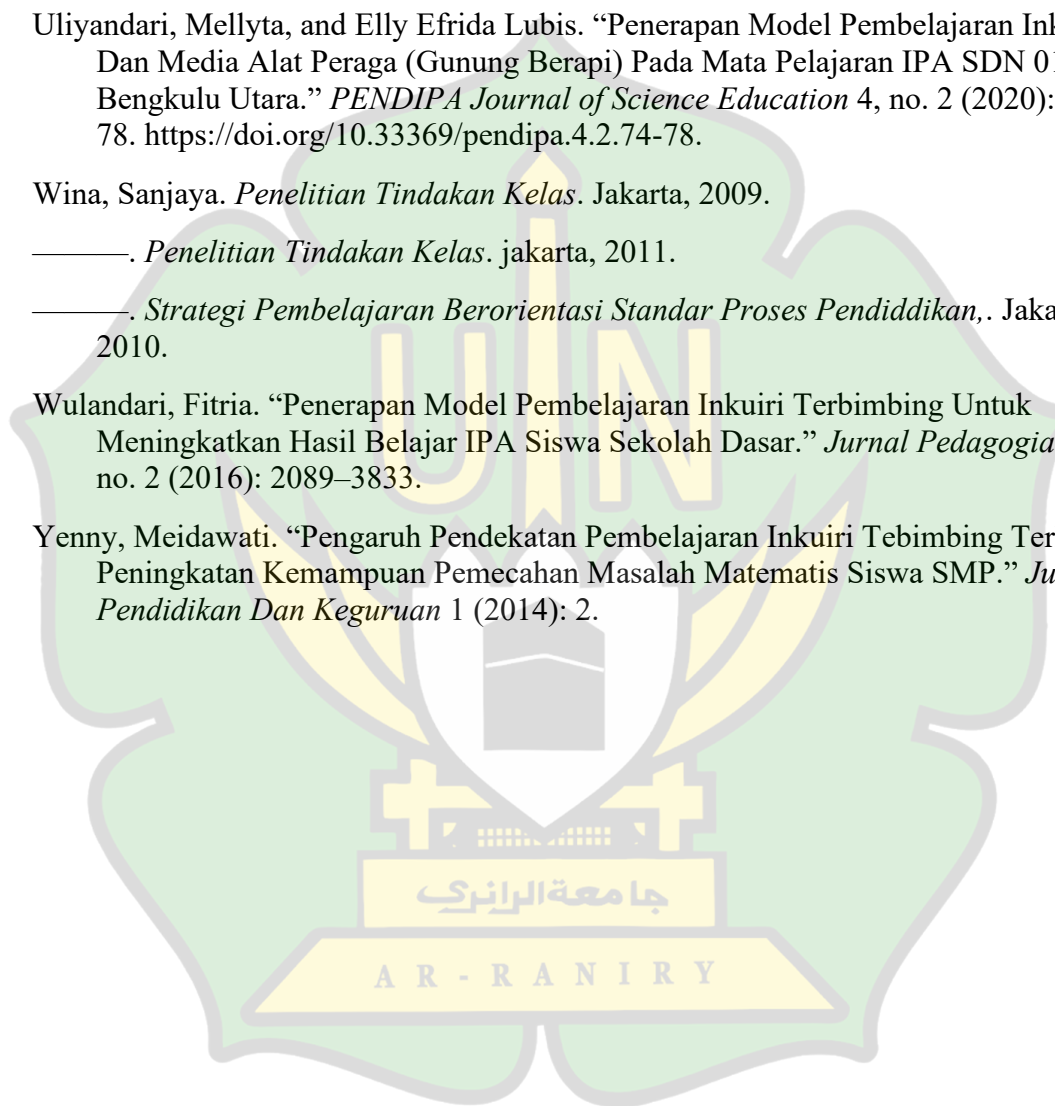 Uliyandari, Mellyta, and Elly Efrida Lubis. “Penerapan Model Pembelajaran Ink
Dan Media Alat Peraga (Gunung Berapi) Pada Mata Pelajaran IPA SDN 01
Bengkulu Utara.” PENDIPA Journal of Science Education 4, no. 2 (2020):
78. https://doi.org/10.33369/pendipa.4.2.74-78.
Wina, Sanjaya. Penelitian Tindakan Kelas. Jakarta, 2009.
———. Penelitian Tindakan Kelas. jakarta, 2011.
———. Strategi Pembelajaran Berorientasi Standar Proses Pendiddikan,. Jaka
2010.
Wulandari, Fitria. “Penerapan Model Pembelajaran Inkuiri Terbimbing Untuk
Meningkatkan Hasil Belajar IPA Siswa Sekolah Dasar.” Jurnal Pedagogia
no. 2 (2016): 2089–3833.
Yenny, Meidawati. “Pengaruh Pendekatan Pembelajaran Inkuiri Tebimbing Ter
Peningkatan Kemampuan Pemecahan Masalah Matematis Siswa SMP.” Ju
Pendidikan Dan Keguruan 1 (2014): 2.
UIN
جامعة الرانري
AR-RANIRY